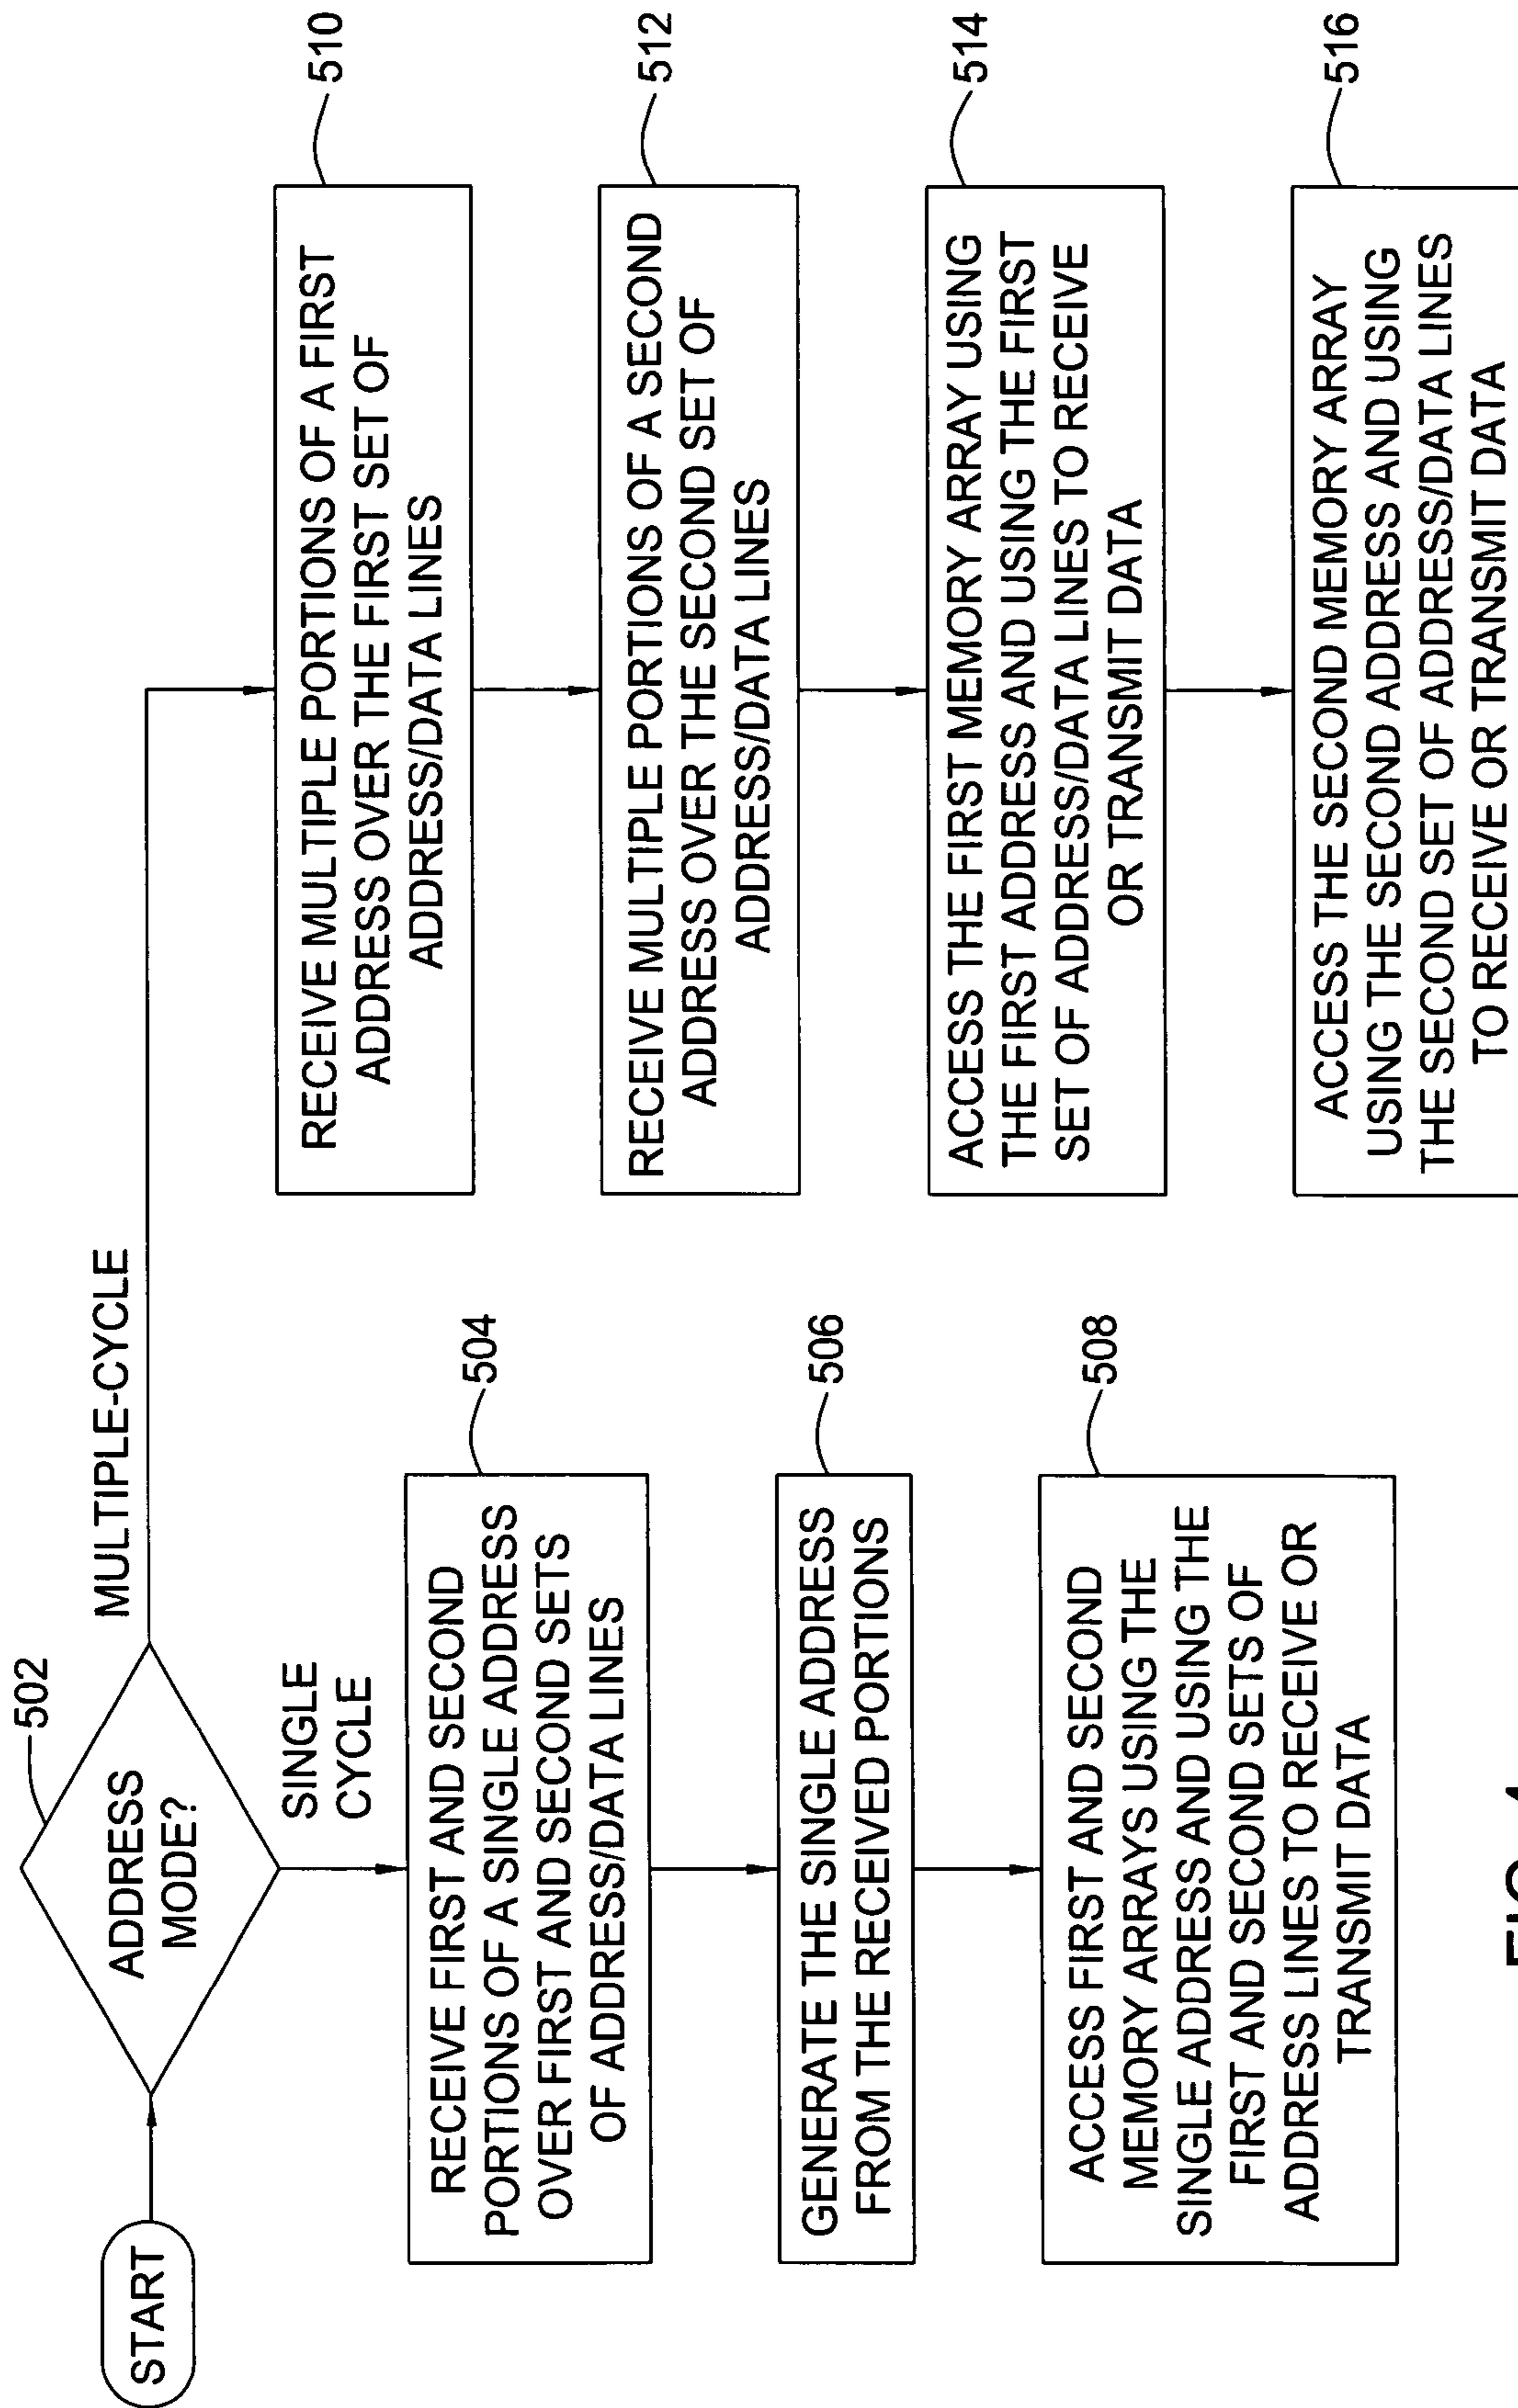 START
ADDRESS
MODE?
502
MULTIPLE-CYCLE
SINGLE
CYCLE
RECEIVE FIRST AND SECOND
PORTIONS OF A SINGLE ADDRESS
OVER FIRST AND SECOND SETS
OF ADDRESS/DATA LINES
504
GENERATE THE SINGLE ADDRESS
FROM THE RECEIVED PORTIONS
506
ACCESS FIRST AND SECOND
MEMORY ARRAYS USING THE
SINGLE ADDRESS AND USING THE
FIRST AND SECOND SETS OF
ADDRESS LINES TO RECEIVE OR
TRANSMIT DATA
508
RECEIVE MULTIPLE PORTIONS OF A FIRST
ADDRESS OVER THE FIRST SET OF
ADDRESS/DATA LINES
510
RECEIVE MULTIPLE PORTIONS OF A SECOND
ADDRESS OVER THE SECOND SET OF
ADDRESS/DATA LINES
512
ACCESS THE FIRST MEMORY ARRAY USING
THE FIRST ADDRESS AND USING THE FIRST
SET OF ADDRESS/DATA LINES TO RECEIVE
OR TRANSMIT DATA
514
ACCESS THE SECOND MEMORY ARRAY
USING THE SECOND ADDRESS AND USING
THE SECOND SET OF ADDRESS/DATA LINES
TO RECEIVE OR TRANSMIT DATA
516
FIG.